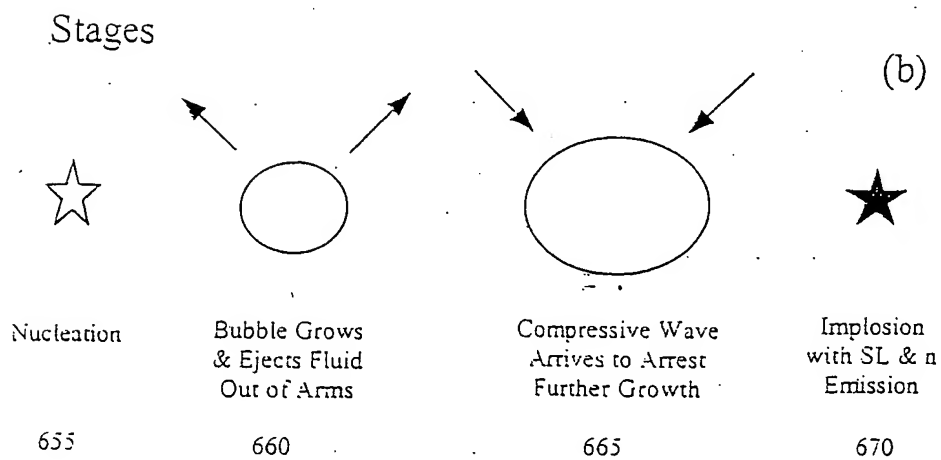 Stages
(b)
Nucleation
Bubble Grows
& Ejects Fluid
Out of Arms
Compressive Wave
Arrives to Arrest
Further Growth
Implosion
with SL & n
Emission
655
660
665
670